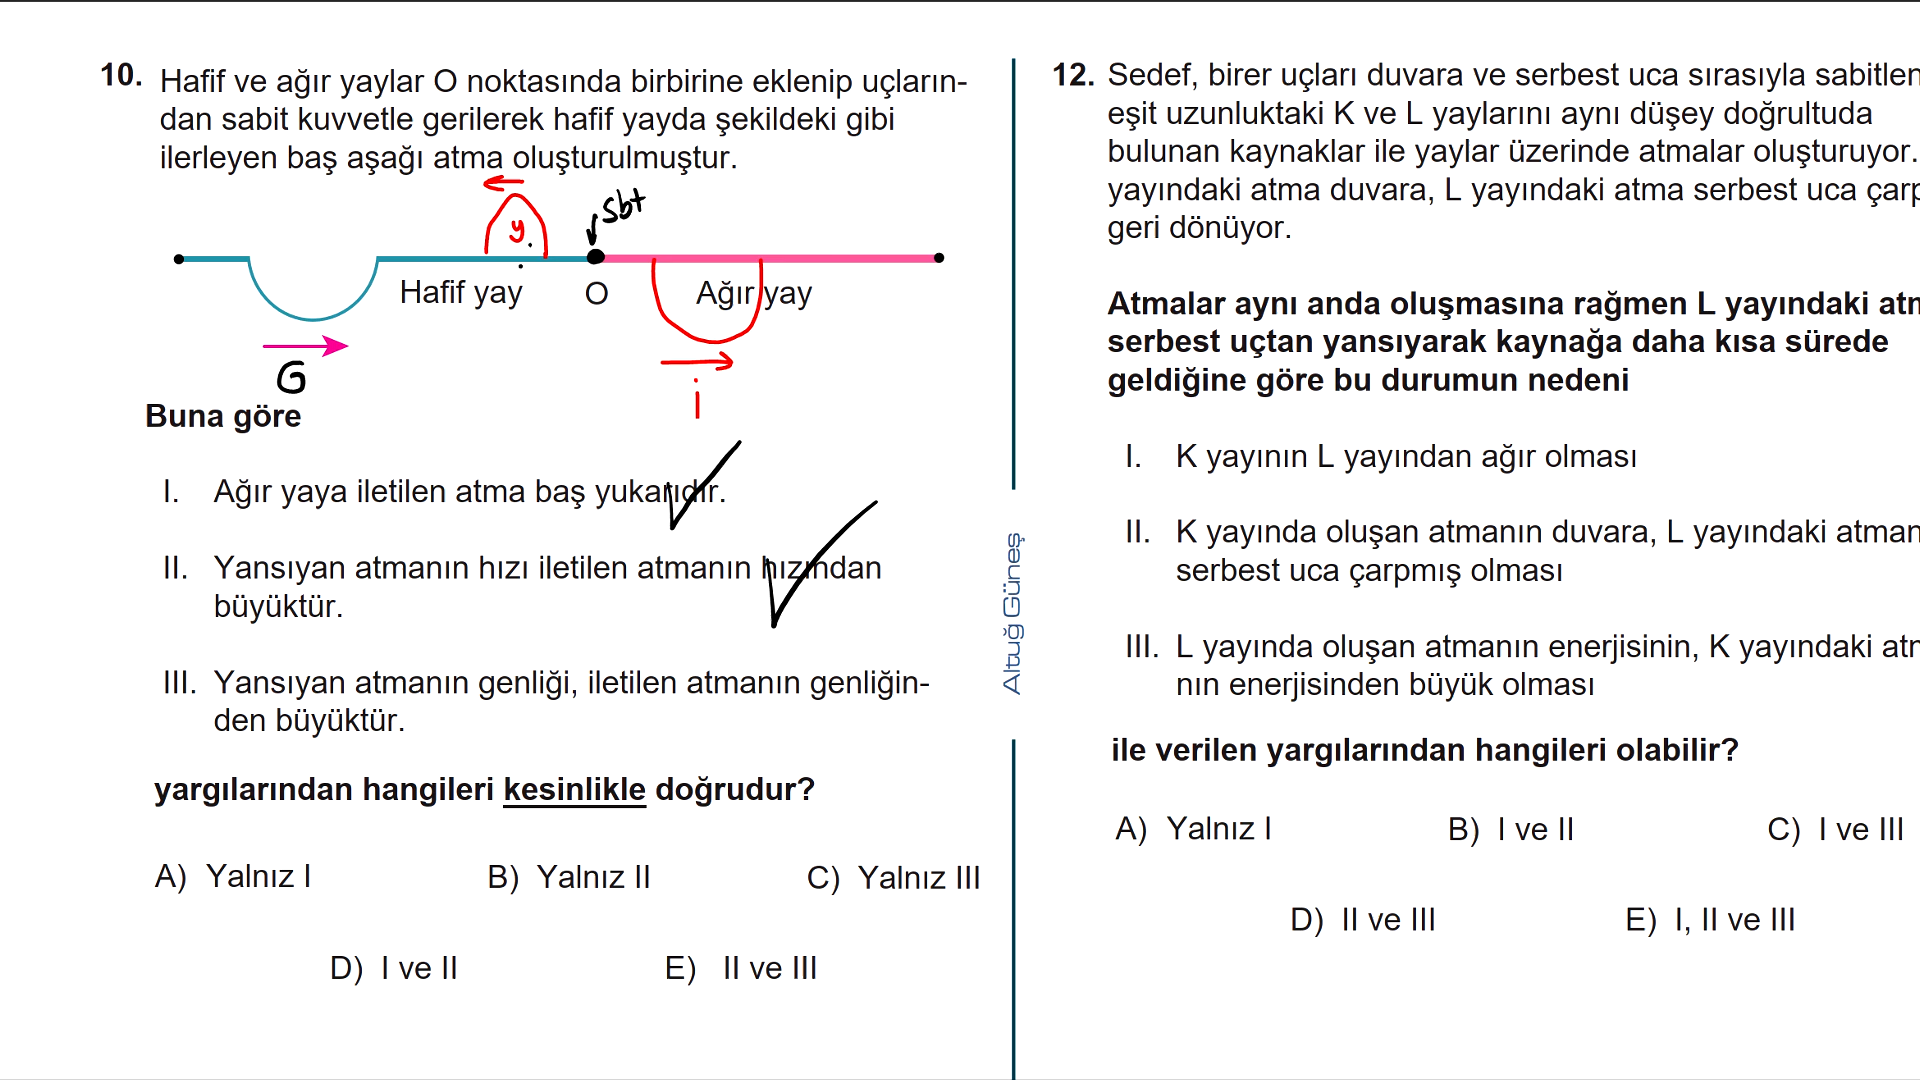 10. Hafif ve ağır yaylar O noktasında birbirine eklenip uçların-
dan sabit kuvvetle gerilerek hafif yayda şekildeki gibi
ilerleyen baş aşağı atma oluşturulmuştur.
sbt
y
Hafif yay
O
Ağır yay
G
i
Buna göre
I. Ağır yaya iletilen atma baş yukarıdır.
II. Yansıyan atmanın hızı iletilen atmanın hızından
büyüktür.
III. Yansıyan atmanın genliği, iletilen atmanın genliğin-
den büyüktür.
yargılarından hangileri kesinlikle doğrudur?
A) Yalnız I B) Yalnız II C) Yalnız III
D) I ve II E) II ve III
Altuğ Güneş
12. Sedef, birer uçları duvara ve serbest uca sırasıyla sabitlen
eşit uzunluktaki K ve L yaylarını aynı düşey doğrultuda
bulunan kaynaklar ile yaylar üzerinde atmalar oluşturuyor.
yayındaki atma duvara, L yayındaki atma serbest uca çarp
geri dönüyor.
Atmalar aynı anda oluşmasına rağmen L yayındaki atm
serbest uçtan yansıyarak kaynağa daha kısa sürede
geldiğine göre bu durumun nedeni
I. K yayının L yayından ağır olması
II. K yayında oluşan atmanın duvara, L yayındaki atman
serbest uca çarpmış olması
III. L yayında oluşan atmanın enerjisinin, K yayındaki atm
nın enerjisinden büyük olması
ile verilen yargılarından hangileri olabilir?
A) Yalnız I B) I ve II C) I ve III
D) II ve III E) I, II ve III